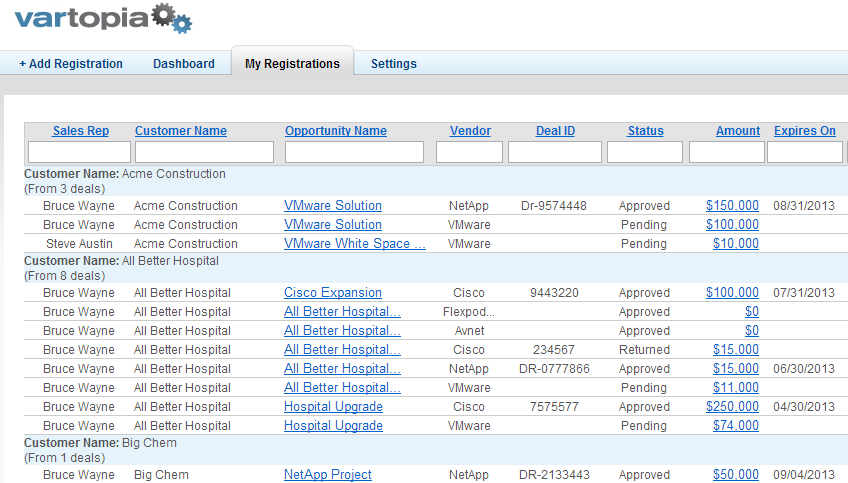 vartopia
+ Add Registration Dashboard My Registrations Settings
Sales Rep Customer Name Opportunity Name Vendor Deal ID Status Amount Expires On
Customer Name: Acme Construction
(From 3 deals)
Bruce Wayne Acme Construction VMware Solution NetApp Dr-9574448 Approved $150,000 08/31/2013
Bruce Wayne Acme Construction VMware Solution VMware Pending $100,000
Steve Austin Acme Construction VMware White Space ... VMware Pending $10,000
Customer Name: All Better Hospital
(From 8 deals)
Bruce Wayne All Better Hospital Cisco Expansion Cisco 9443220 Approved $100,000 07/31/2013
Bruce Wayne All Better Hospital All Better Hospital... Flexpod... Approved $0
Bruce Wayne All Better Hospital All Better Hospital... Avnet Approved $0
Bruce Wayne All Better Hospital All Better Hospital... Cisco 234567 Returned $15,000
Bruce Wayne All Better Hospital All Better Hospital... NetApp DR-0777866 Approved $15,000 06/30/2013
Bruce Wayne All Better Hospital All Better Hospital... VMware Pending $11,000
Bruce Wayne All Better Hospital Hospital Upgrade Cisco 7575577 Approved $250,000 04/30/2013
Bruce Wayne All Better Hospital Hospital Upgrade VMware Pending $74,000
Customer Name: Big Chem
(From 1 deals)
Bruce Wayne Big Chem NetApp Project NetApp DR-2133443 Approved $50,000 09/04/2013